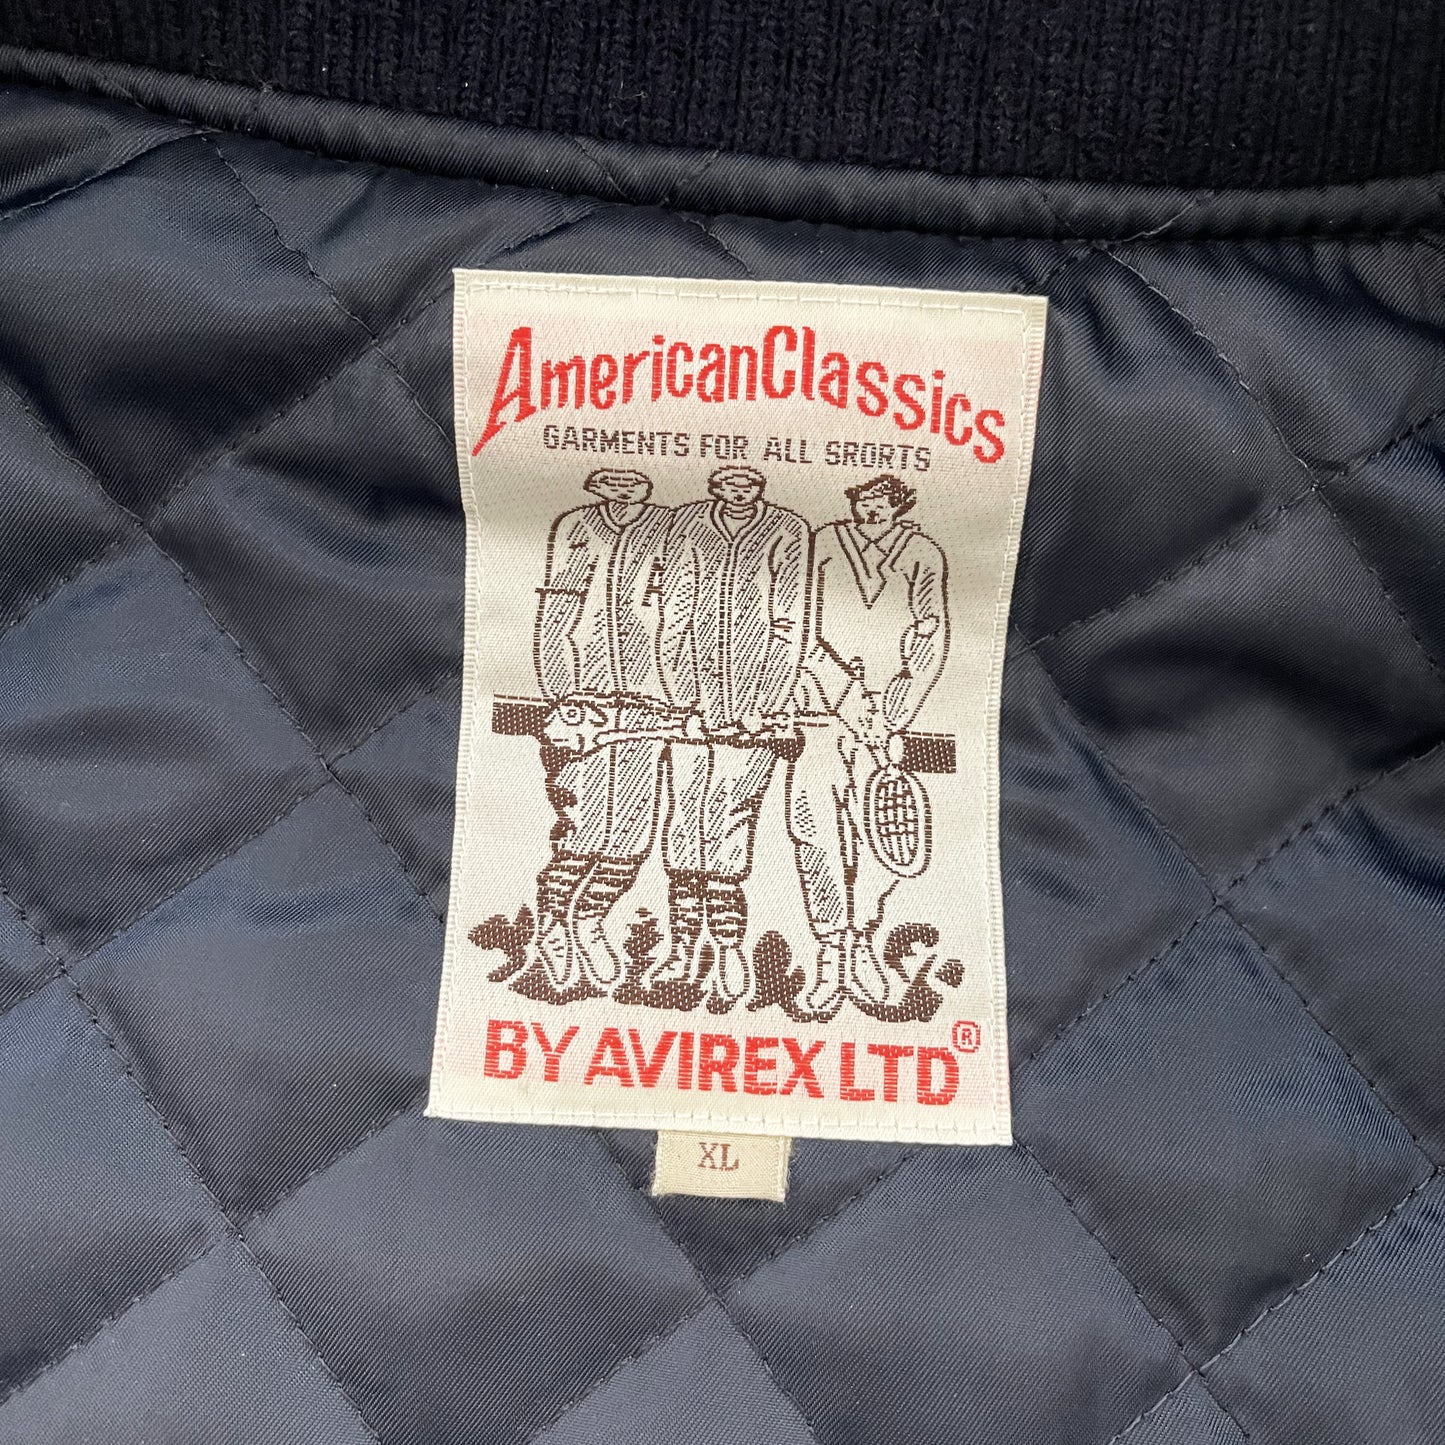 AmericanClassics
GARMENTS FOR ALL SRORTS
BY AVIREX LTD®
XL